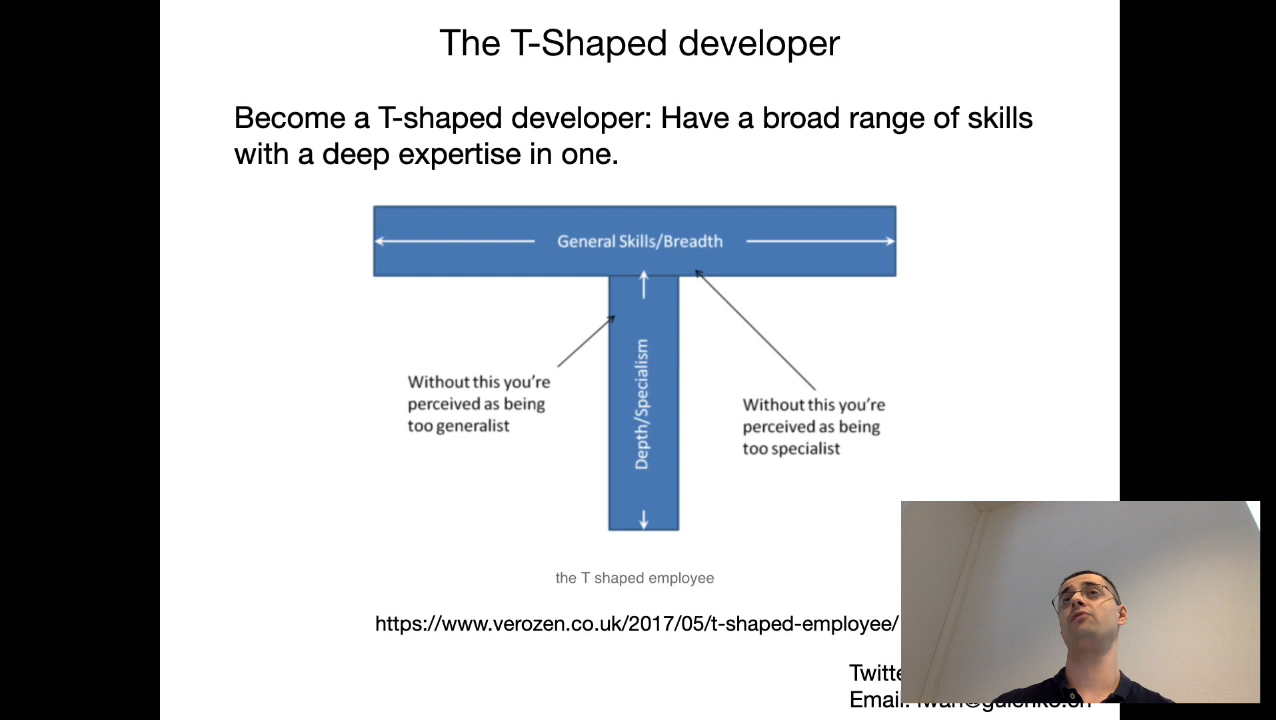 The T-Shaped developer
Become a T-shaped developer: Have a broad range of skills
with a deep expertise in one.
General Skills/Breadth
Depth/Specialism
Without this you're
perceived as being
too generalist
Without this you're
perceived as being
too specialist
the T shaped employee
https://www.verozen.co.uk/2017/05/t-shaped-employee/
Email: